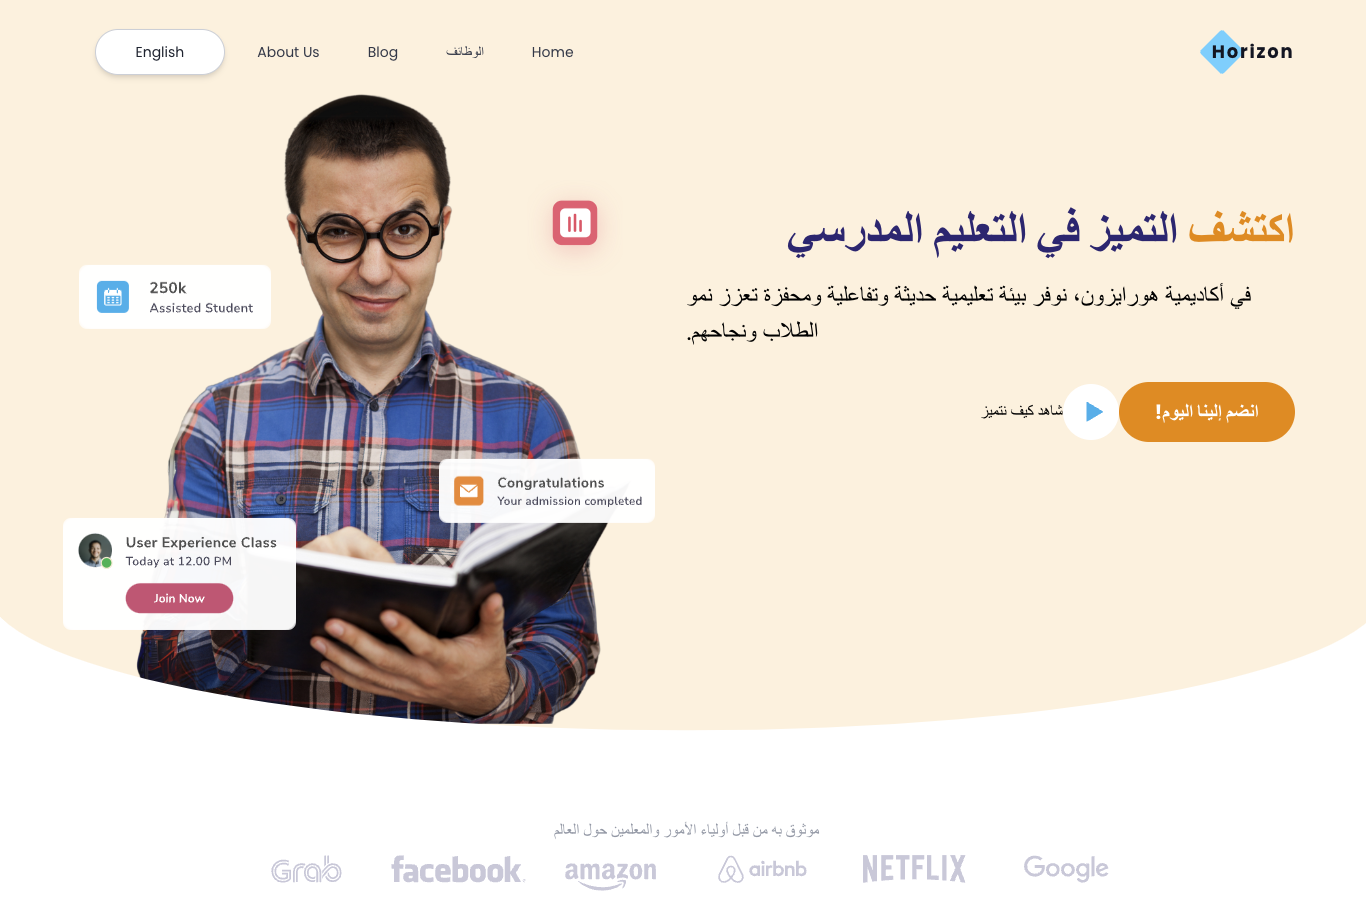 Horizon
Home
الوظائف
Blog
About Us
English
اكتشف التميز في التعليم المدرسي
في أكاديمية هورايزون، نوفر بيئة تعليمية حديثة وتفاعلية ومحفزة تعزز نمو
الطلاب ونجاحهم.
انضم إلينا اليوم!
شاهد كيف نتميز
250k
Assisted Student
Congratulations
Your admission completed
User Experience Class
Today at 12.00 PM
Join Now
موثوق به من قبل أولياء الأمور والمعلمين حول العالم
Google
NETFLIX
airbnb
amazon
facebook
Grab